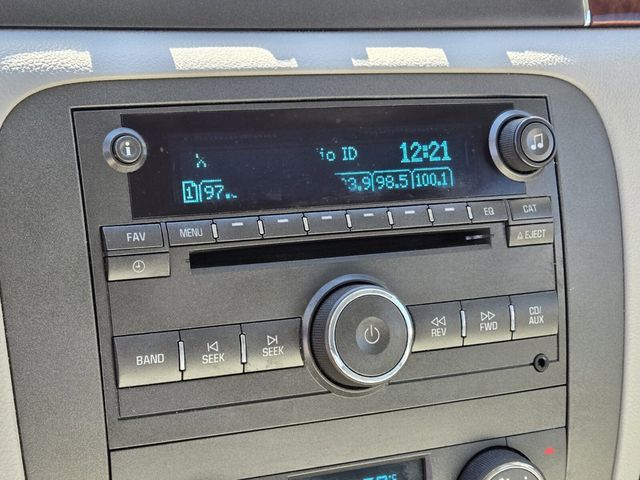 i
io ID 12:21
1 97. 3.9 98.5 100.1
FAV MENU EQ CAT
EJECT
BAND SEEK SEEK REV FWD CD/AUX